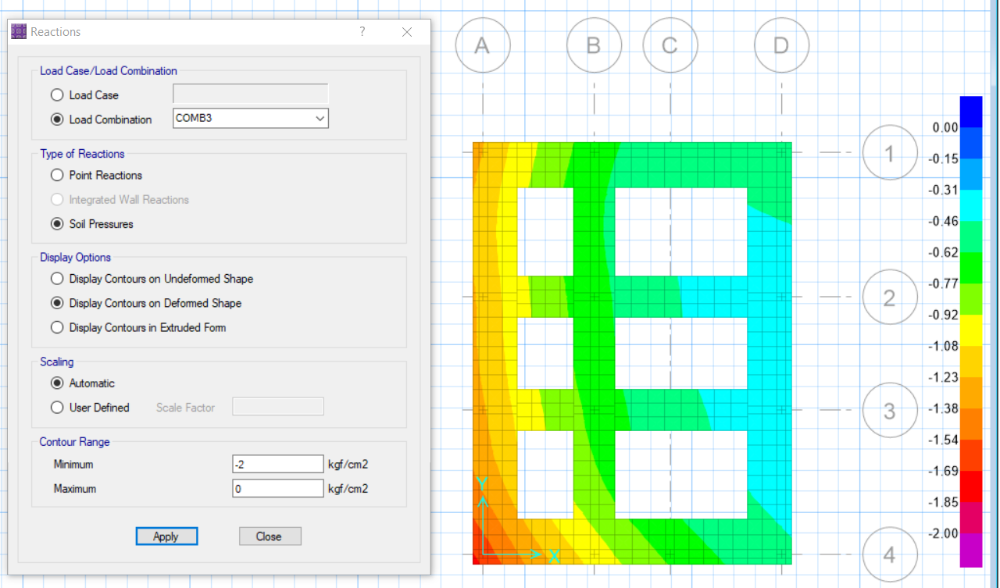 Reactions ?
Load Case/Load Combination
Load Case
Load Combination COMB3
Type of Reactions
Point Reactions
Integrated Wall Reactions
Soil Pressures
Display Options
Display Contours on Undeformed Shape
Display Contours on Deformed Shape
Display Contours in Extruded Form
Scaling
Automatic
User Defined Scale Factor
Contour Range
Minimum -2 kgf/cm2
Maximum 0 kgf/cm2
Apply Close
A B C D
1
2
3
4
Y
X
0.00
-0.15
-0.31
-0.46
-0.62
-0.77
-0.92
-1.08
-1.23
-1.38
-1.54
-1.69
-1.85
-2.00